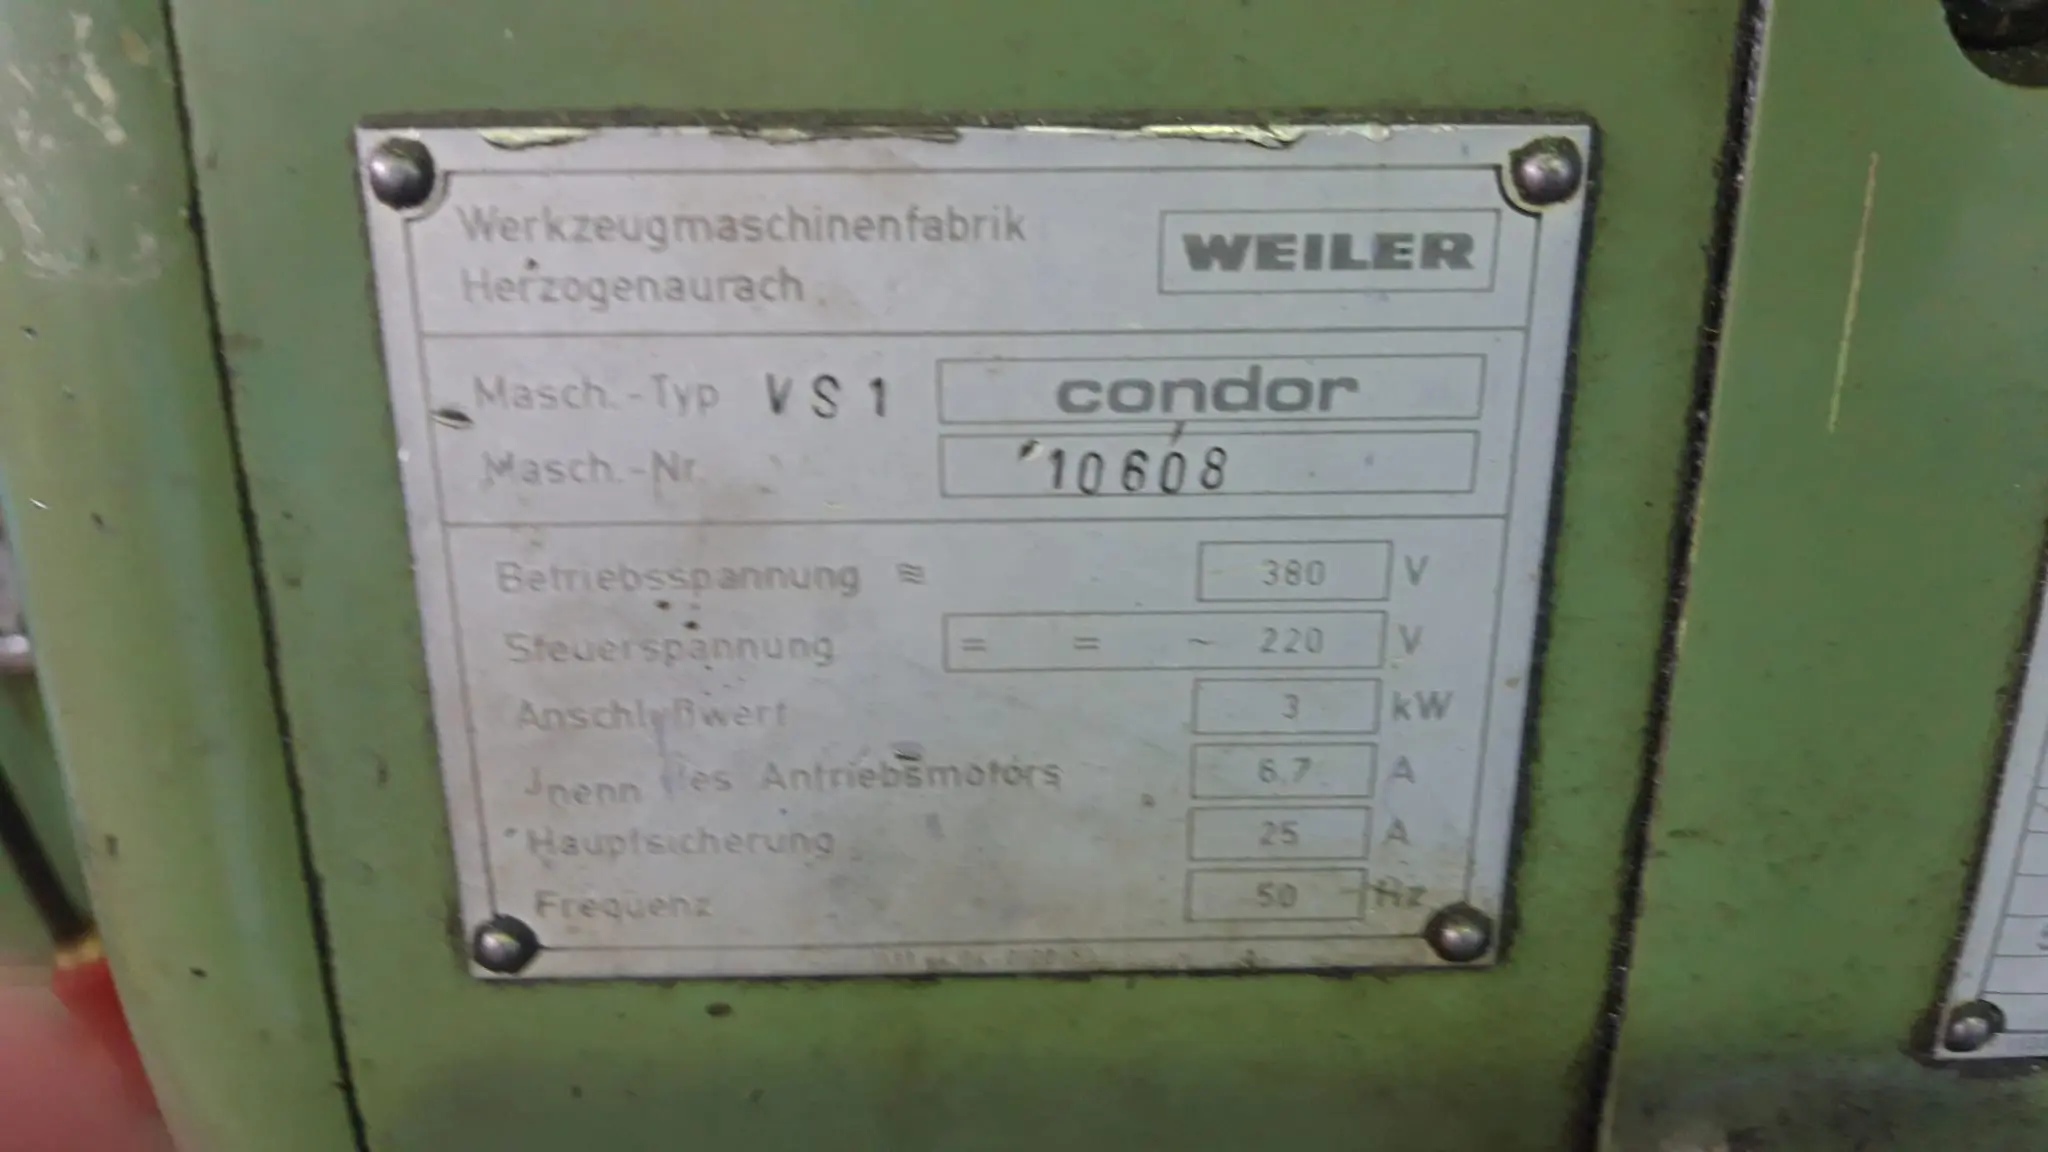 Werkzeugmaschinenfabrik
Herzogenaurach
WEILER
Masch.-Typ VS1 condor
Masch.-Nr. 10608
Betriebsspannung ≋ 380 V
Steuerspannung = = ~ 220 V
Anschlußwert 3 kW
Jnenn des Antriebsmotors 6.7 A
Hauptsicherung 25 A
Frequenz 50 Hz